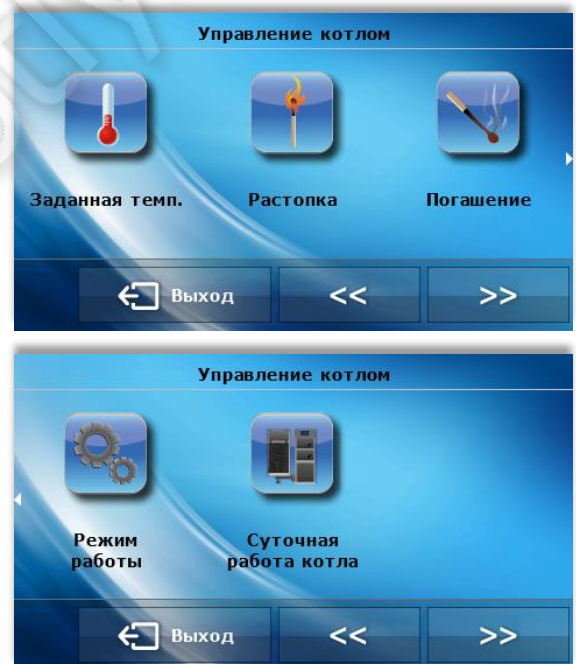 Управление котлом
Заданная темп. Растопка Погашение
Выход << >>
Управление котлом
Режим работы
Суточная работа котла
Выход << >>